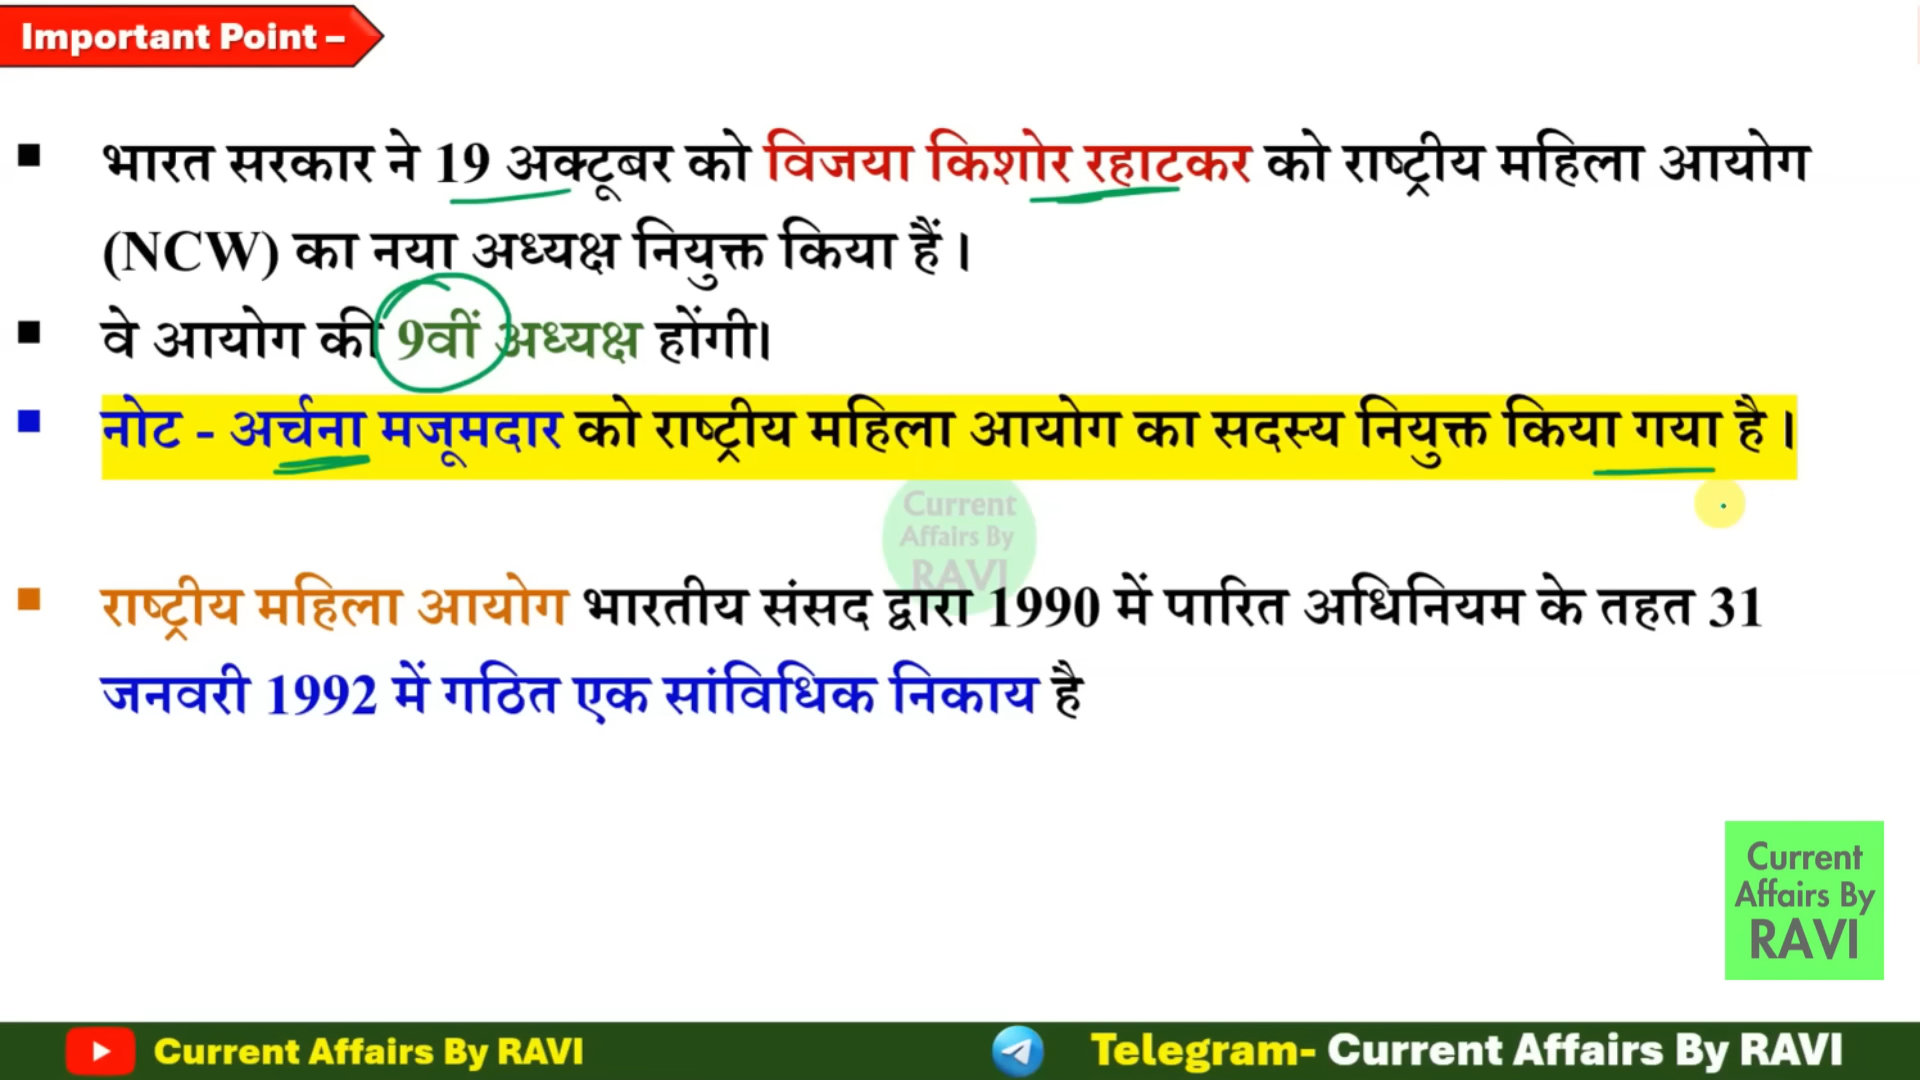 Important Point –
भारत सरकार ने 19 अक्टूबर को विजया किशोर रहाटकर को राष्ट्रीय महिला आयोग
(NCW) का नया अध्यक्ष नियुक्त किया हैं ।
वे आयोग की 9वीं अध्यक्ष होंगी।
नोट - अर्चना मजूमदार को राष्ट्रीय महिला आयोग का सदस्य नियुक्त किया गया है ।
Current
Affairs By
RAVI
राष्ट्रीय महिला आयोग भारतीय संसद द्वारा 1990 में पारित अधिनियम के तहत 31
जनवरी 1992 में गठित एक सांविधिक निकाय है
Current
Affairs By
RAVI
Current Affairs By RAVI
Telegram- Current Affairs By RAVI